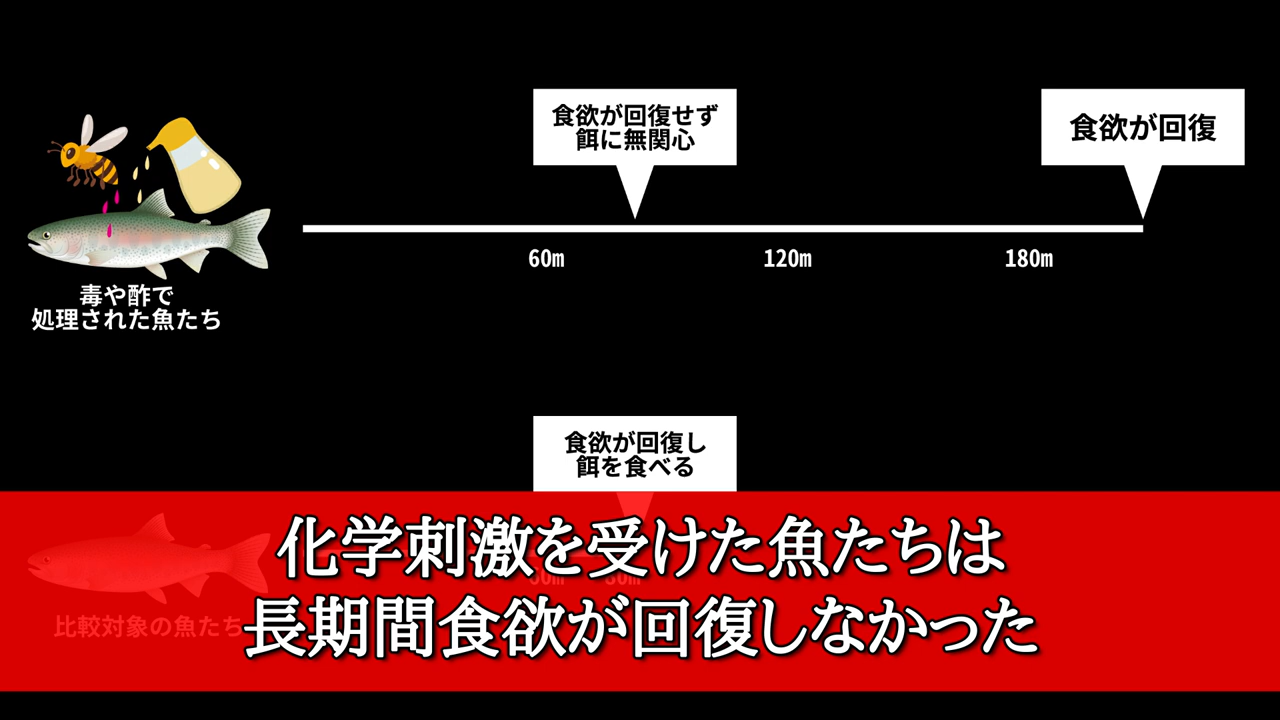 食欲が回復せず
餌に無関心
食欲が回復
60m
120m
180m
毒や酢で
処理された魚たち
食欲が回復し
餌を食べる
化学刺激を受けた魚たちは
長期間食欲が回復しなかった
比較対象の魚たち